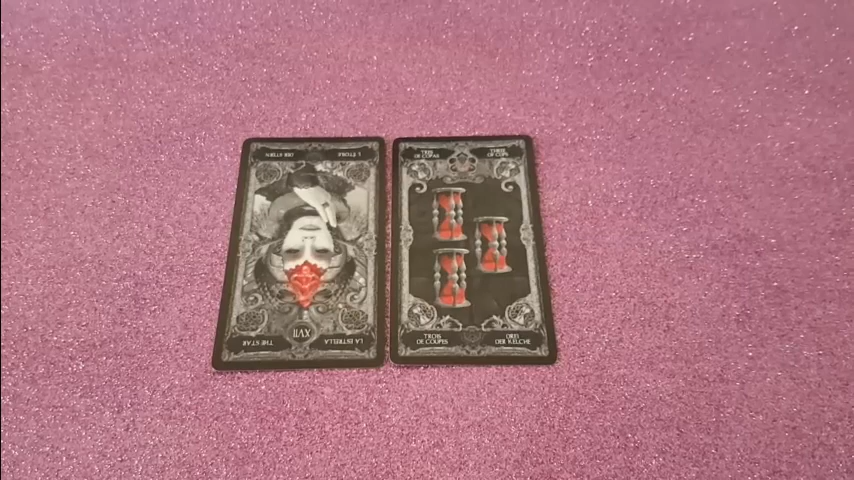 DER STERN
L'ÉTOILE
XVII
THE STAR
LA ESTRELLA
TRES
DE COPAS
THREE
OF CUPS
TROIS
DE COUPES
DREI
DER KELCHE